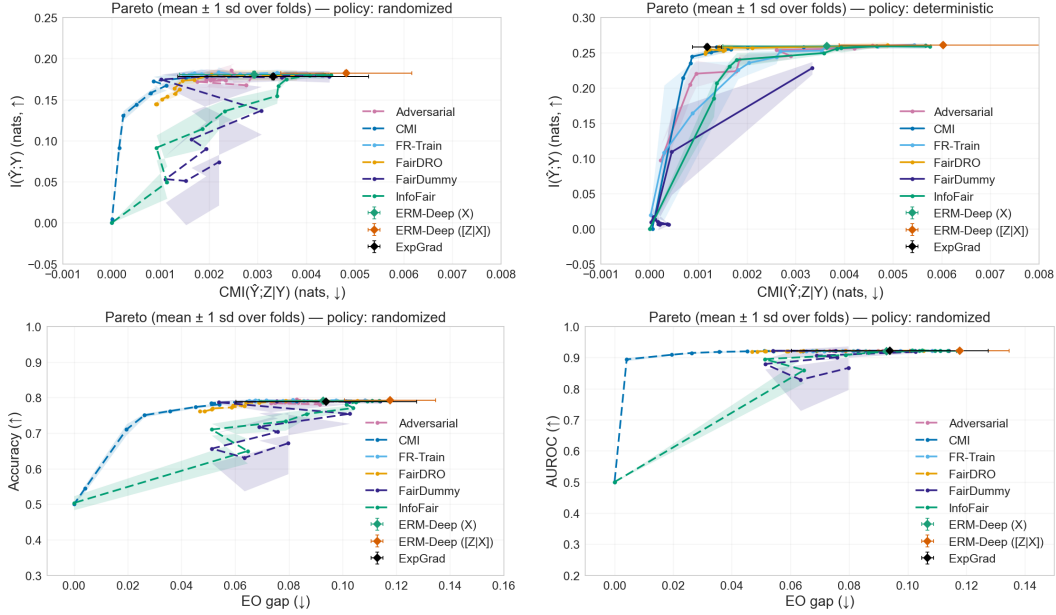 Pareto (mean ± 1 sd over folds) — policy: randomized
0.25
0.20
0.15
0.10
0.05
0.00
−0.05
I(Ŷ;Y) (nats, ↑)
Adversarial
CMI
FR-Train
FairDRO
FairDummy
InfoFair
ERM-Deep (X)
ERM-Deep ([Z|X])
ExpGrad
−0.001 0.000 0.001 0.002 0.003 0.004 0.005 0.006 0.007 0.008
CMI(Ŷ;Z|Y) (nats, ↓)
Pareto (mean ± 1 sd over folds) — policy: deterministic
0.30
0.25
0.20
0.15
0.10
0.05
0.00
−0.05
I(Ŷ;Y) (nats, ↑)
Adversarial
CMI
FR-Train
FairDRO
FairDummy
InfoFair
ERM-Deep (X)
ERM-Deep ([Z|X])
ExpGrad
−0.001 0.000 0.001 0.002 0.003 0.004 0.005 0.006 0.007 0.008
CMI(Ŷ;Z|Y) (nats, ↓)
Pareto (mean ± 1 sd over folds) — policy: randomized
1.0
0.9
0.8
0.7
0.6
0.5
0.4
0.3
Accuracy (↑)
Adversarial
CMI
FR-Train
FairDRO
FairDummy
InfoFair
ERM-Deep (X)
ERM-Deep ([Z|X])
ExpGrad
0.00 0.02 0.04 0.06 0.08 0.10 0.12 0.14 0.16
EO gap (↓)
Pareto (mean ± 1 sd over folds) — policy: randomized
1.0
0.9
0.8
0.7
0.6
0.5
0.4
0.3
0.2
AUROC (↑)
Adversarial
CMI
FR-Train
FairDRO
FairDummy
InfoFair
ERM-Deep (X)
ERM-Deep ([Z|X])
ExpGrad
0.00 0.02 0.04 0.06 0.08 0.10 0.12 0.14
EO gap (↓)